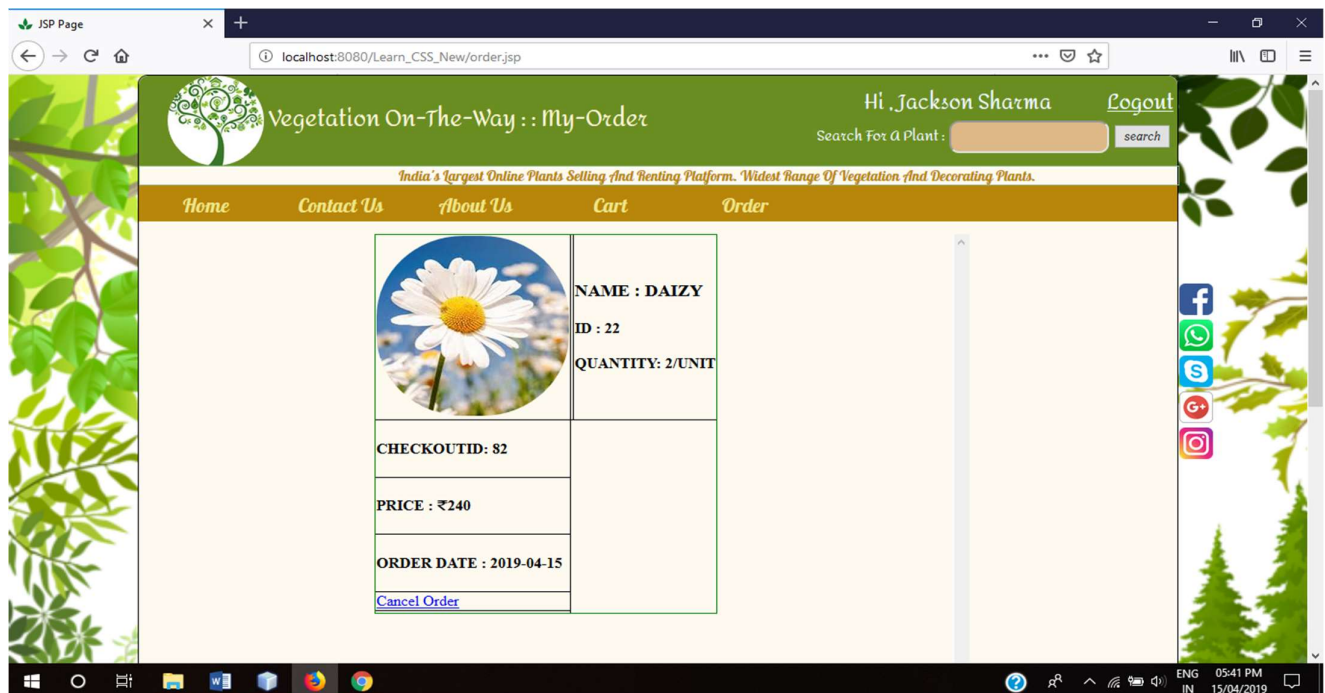 JSP Page
localhost:8080/Learn_CSS_New/order.jsp
Vegetation On-The-Way :: My-Order
Hi , Jackson Sharma
Logout
Search For A Plant :
search
India's Largest Online Plants Selling And Renting Platform. Widest Range Of Vegetation And Decorating Plants.
Home Contact Us About Us Cart Order
NAME : DAIZY
ID : 22
QUANTITY: 2/UNIT
CHECKOUTID: 82
PRICE : ₹240
ORDER DATE : 2019-04-15
Cancel Order
ENG 05:41 PM
IN 15/04/2019